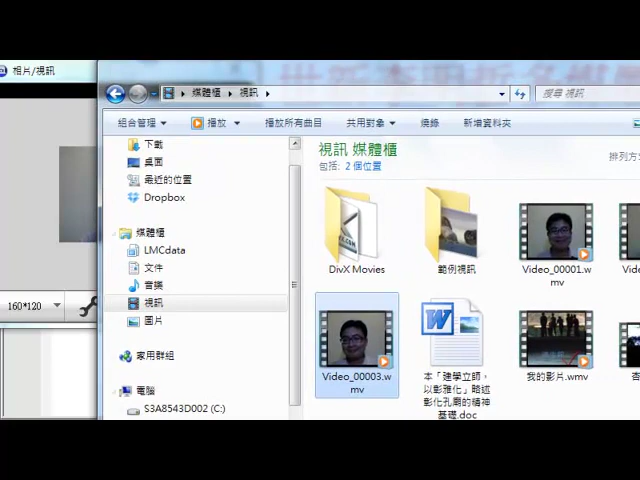 相片/視訊
媒體櫃 ▸ 視訊 ▸
搜尋 視訊
組合管理
播放
播放所有曲目
共用對象
燒錄
新增資料夾
視訊 媒體櫃
包括: 2 個位置
排列方
下載
桌面
最近的位置
Dropbox
媒體櫃
LMCdata
文件
音樂
視訊
圖片
家用群組
電腦
S3A8543D002 (C:)
160*120
DivX Movies
範例視訊
Video_00001.w
mv
Video_00003.w
mv
本「建學立師，
以彰雅化」略述
彰化孔廟的精神
基礎.doc
我的影片.wmv